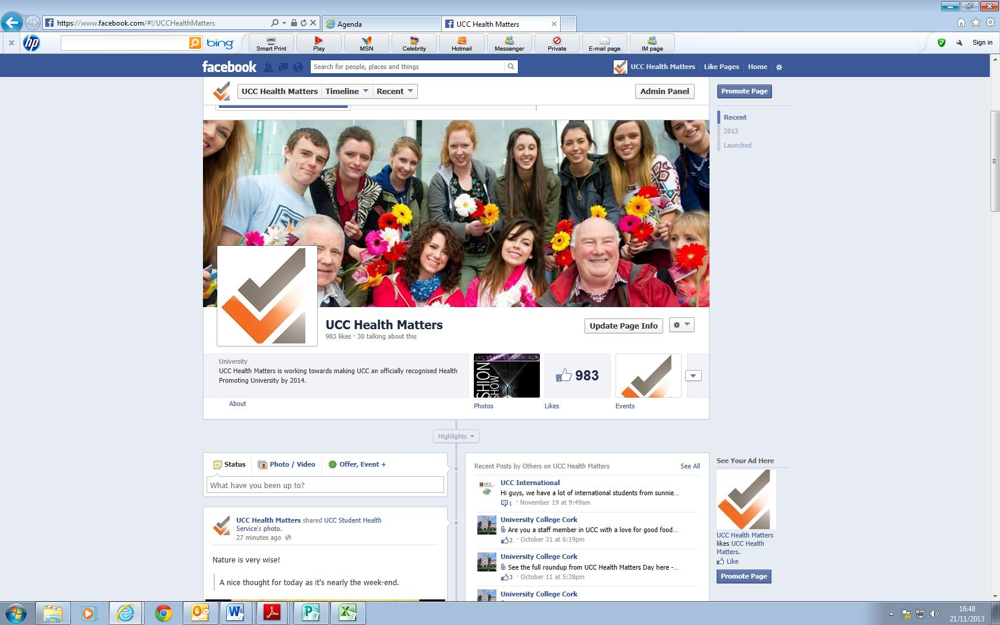 https://www.facebook.com/#!/UCCHealthMatters
Agenda
UCC Health Matters
hp
bing
Smart Print
Play
MSN
Celebrity
Hotmail
Messenger
Private
E-mail page
IM page
Sign in
facebook
Search for people, places and things
UCC Health Matters
Like Pages
Home
UCC Health Matters
Timeline
Recent
Admin Panel
Promote Page
Recent
2013
Launched
UCC Health Matters
983 likes · 30 talking about this
Update Page Info
University
UCC Health Matters is working towards making UCC an officially recognised Health
Promoting University by 2014.
About
UCC SPORTS AND SOCIAL CLUB
SHION
SHOW
Photos
983
Likes
Events
Highlights
Status
Photo / Video
Offer, Event +
What have you been up to?
UCC Health Matters shared UCC Student Health
Service's photo.
27 minutes ago
Nature is very wise!
A nice thought for today as it's nearly the week-end.
Recent Posts by Others on UCC Health Matters
See All
UCC
UCC International
Hi guys, we have a lot of international students from sunnie...
1 · November 19 at 9:49am
University College Cork
Are you a staff member in UCC with a love for good food...
2 · October 31 at 6:19pm
University College Cork
See the full roundup from UCC Health Matters Day here -...
3 · October 11 at 5:38pm
University College Cork
See Your Ad Here
UCC Health Matters
likes UCC Health
Matters.
Like
Promote Page
16:48
21/11/2013